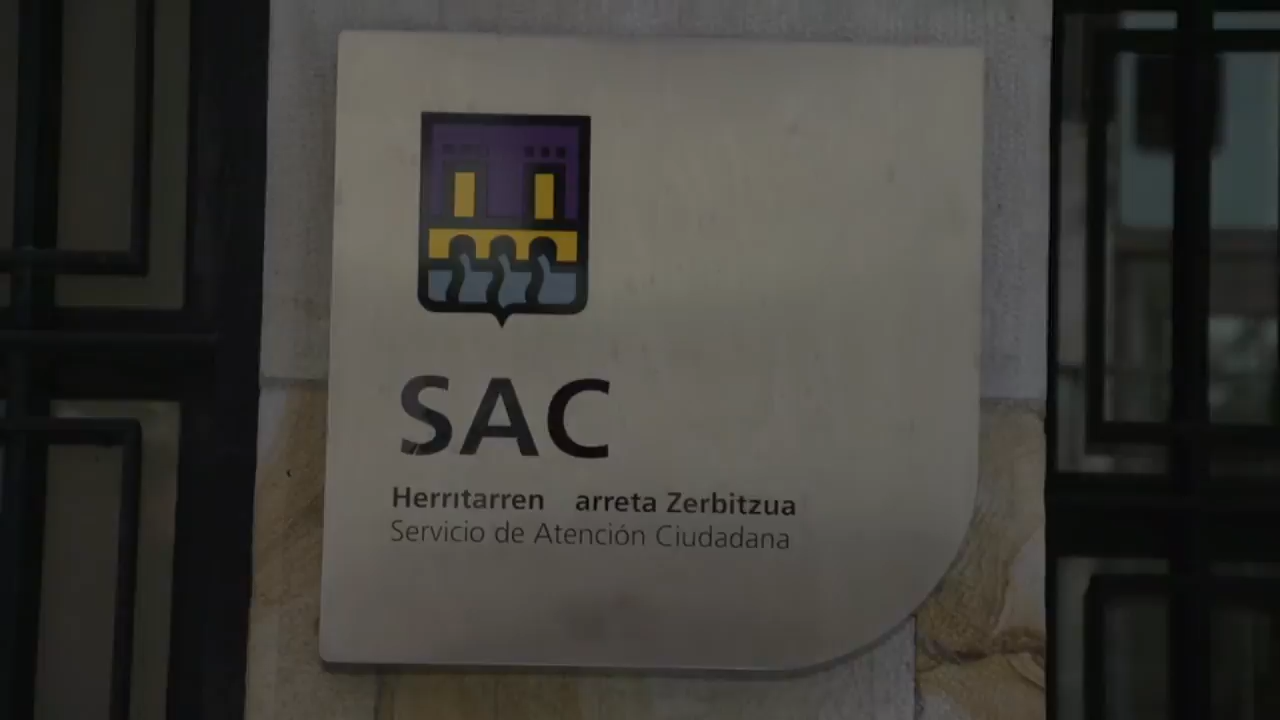 SAC
Herritarren arreta Zerbitzua
Servicio de Atención Ciudadana